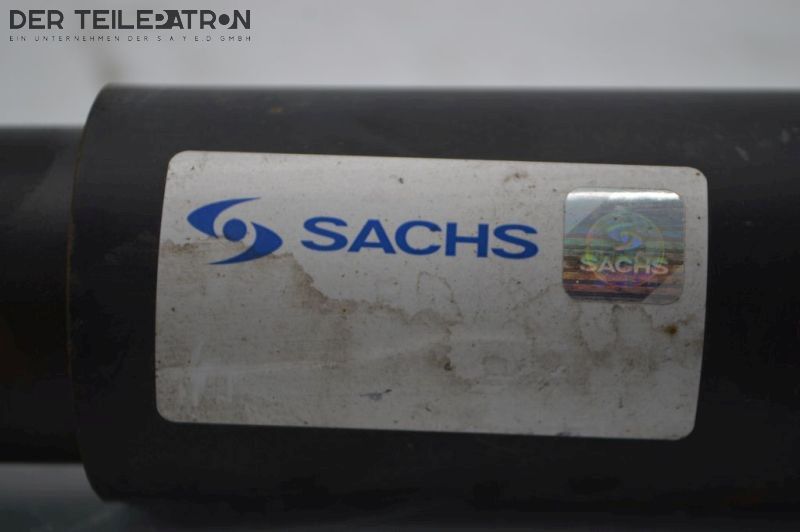 DER TEILEPATRON
EIN UNTERNEHMEN DER S A Y E D GMBH
SACHS
SACHS